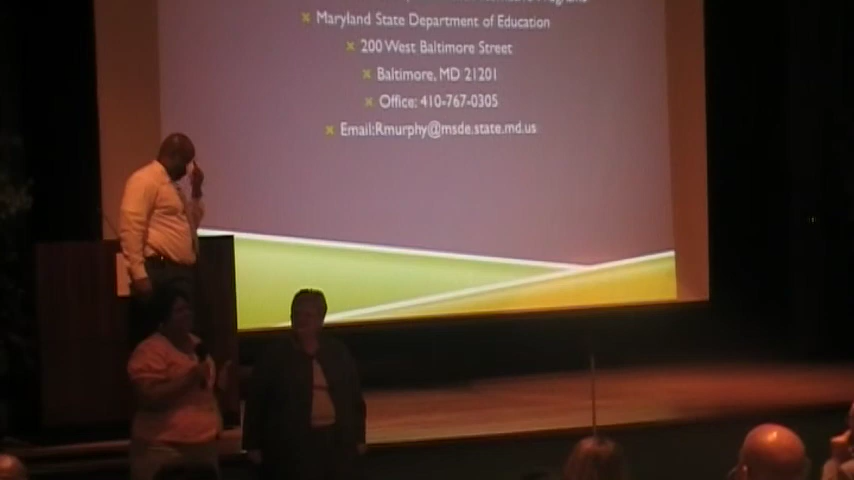 Maryland State Department of Education
200 West Baltimore Street
Baltimore, MD 21201
Office: 410-767-0305
Email:Rmurphy@msde.state.md.us